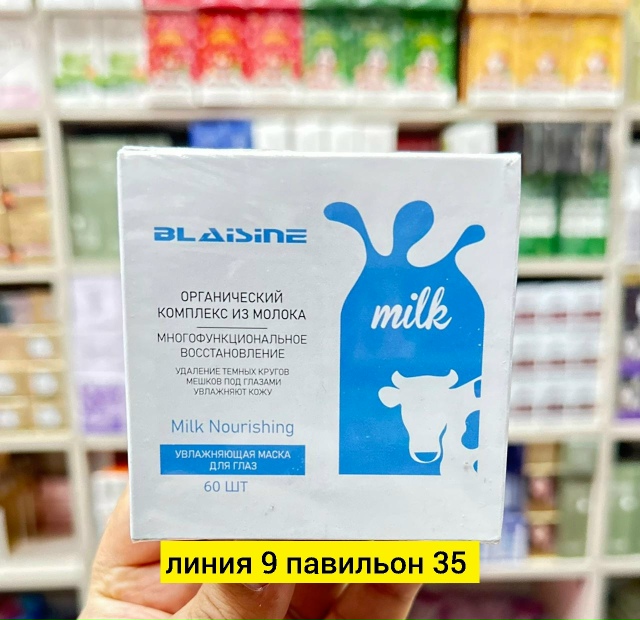 BLAISINE
ОРГАНИЧЕСКИЙ
КОМПЛЕКС ИЗ МОЛОКА
МНОГОФУНКЦИОНАЛЬНОЕ
ВОССТАНОВЛЕНИЕ
УДАЛЕНИЕ ТЕМНЫХ КРУГОВ
МЕШКОВ ПОД ГЛАЗАМИ
УВЛАЖНЯЮТ КОЖУ
Milk Nourishing
УВЛАЖНЯЮЩАЯ МАСКА
ДЛЯ ГЛАЗ
60 ШТ
milk
линия 9 павильон 35